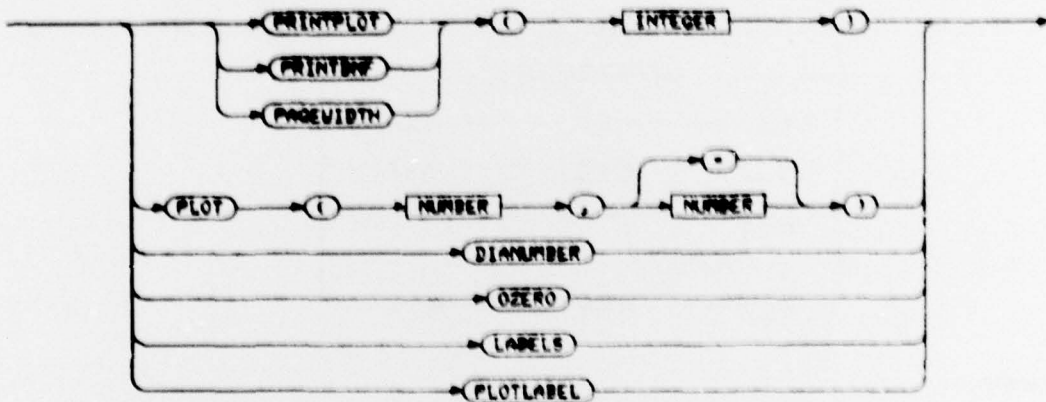 PRINTPLOT ( INTEGER )
PRINTBNF
PAGEWIDTH
*
PLOT ( NUMBER , NUMBER )
DIANUMBER
OZERO
LABELS
PLOTLABEL